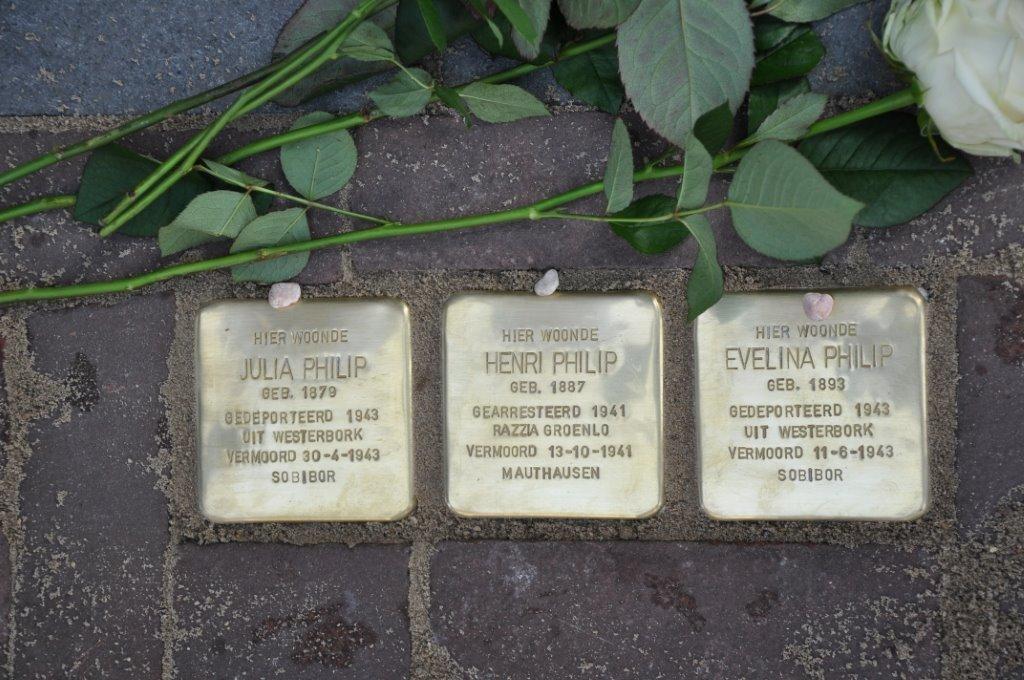 HIER WOONDE
JULIA PHILIP
GEB. 1879
GEDEPORTEERD 1943
UIT WESTERBORK
VERMOORD 30-4-1943
SOBIBOR
HIER WOONDE
HENRI PHILIP
GEB. 1887
GEARRESTEERD 1941
RAZZIA GROENLO
VERMOORD 13-10-1941
MAUTHAUSEN
HIER WOONDE
EVELINA PHILIP
GEB. 1893
GEDEPORTEERD 1943
UIT WESTERBORK
VERMOORD 11-6-1943
SOBIBOR